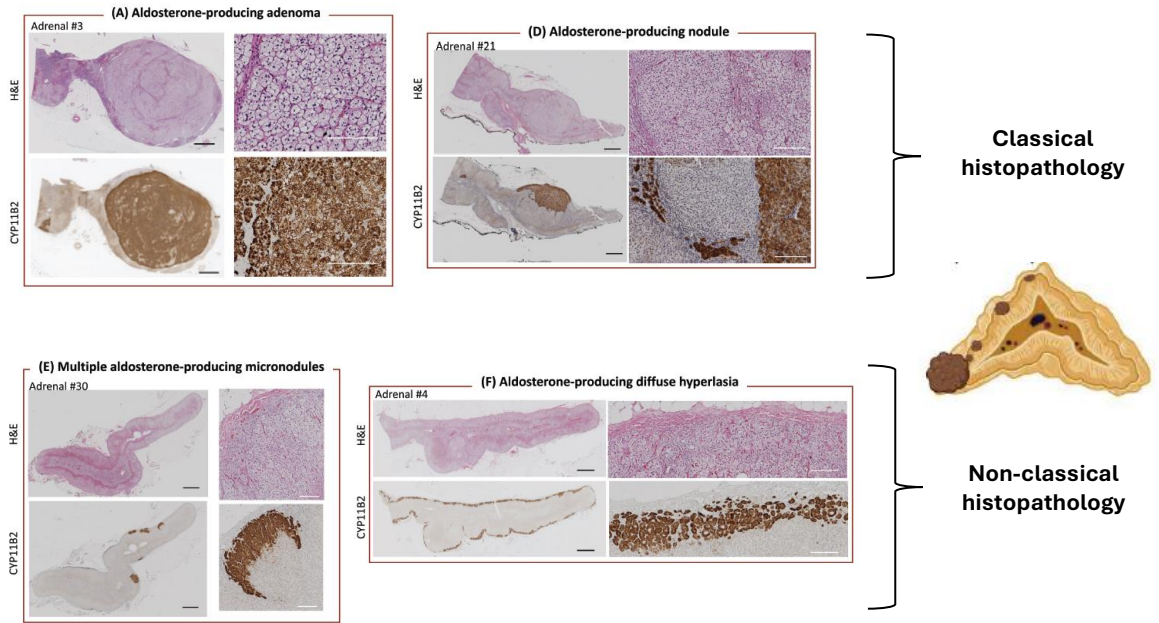 (A) Aldosterone-producing adenoma
Adrenal #3
H&E
CYP11B2
(D) Aldosterone-producing nodule
Adrenal #21
H&E
CYP11B2
Classical
histopathology
(E) Multiple aldosterone-producing micronodules
Adrenal #30
H&E
CYP11B2
(F) Aldosterone-producing diffuse hyperlasia
Adrenal #4
H&E
CYP11B2
Non-classical
histopathology